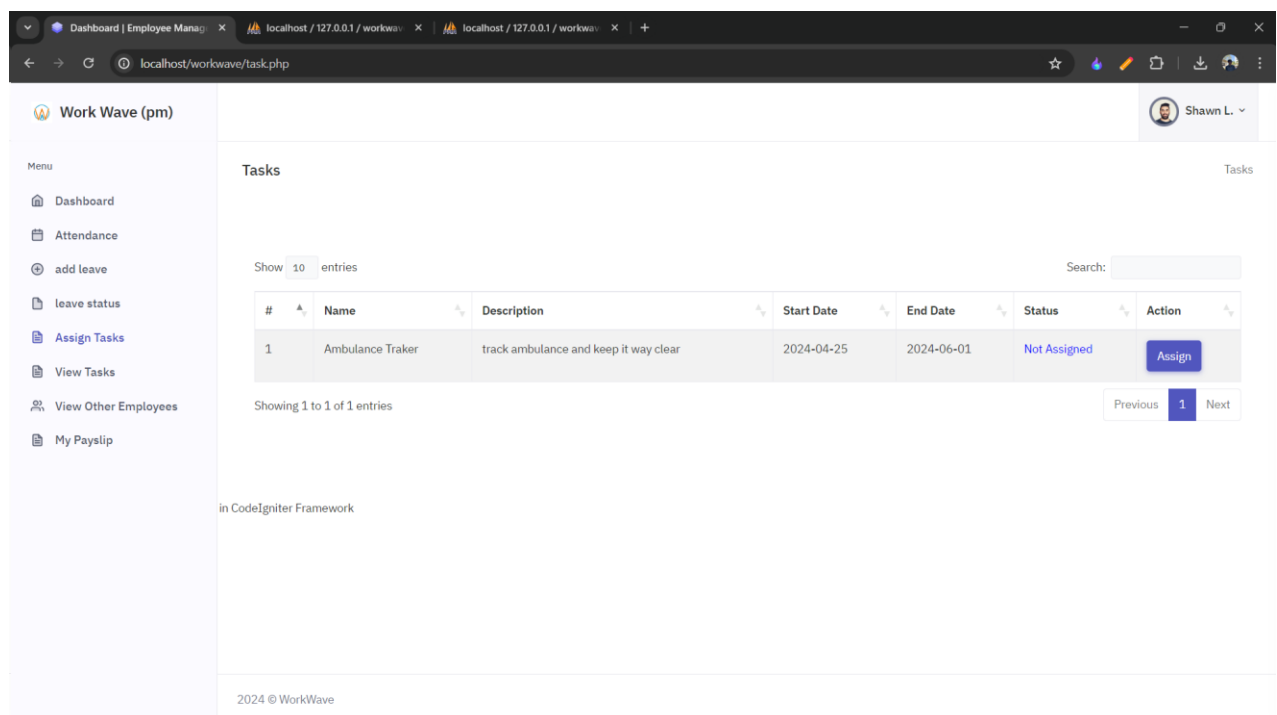 Dashboard | Employee Manag
localhost / 127.0.0.1 / workwav
localhost / 127.0.0.1 / workwav
localhost/workwave/task.php
Work Wave (pm)
Shawn L.
Menu
Dashboard
Attendance
add leave
leave status
Assign Tasks
View Tasks
View Other Employees
My Payslip
Tasks
Tasks
Show 10 entries
Search:
# Name Description Start Date End Date Status Action
1 Ambulance Traker track ambulance and keep it way clear 2024-04-25 2024-06-01 Not Assigned Assign
Showing 1 to 1 of 1 entries
Previous 1 Next
in CodeIgniter Framework
2024 © WorkWave